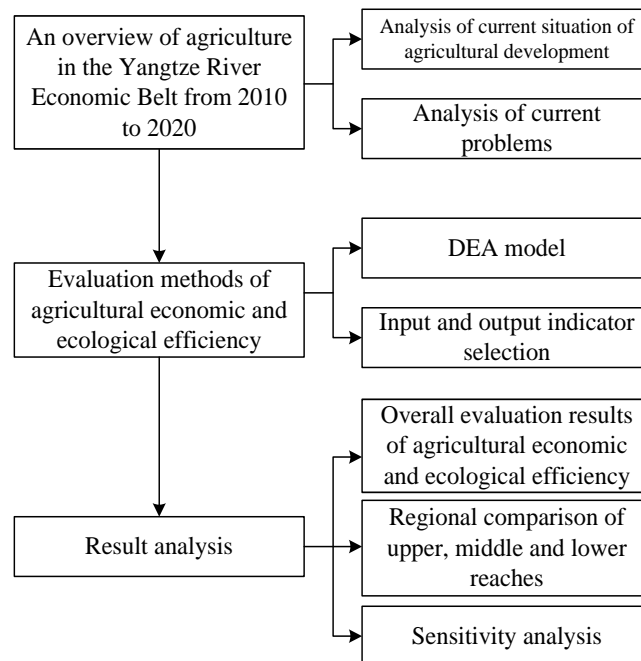 An overview of agriculture
in the Yangtze River
Economic Belt from 2010
to 2020
Analysis of current situation of
agricultural development
Analysis of current
problems
Evaluation methods of
agricultural economic and
ecological efficiency
DEA model
Input and output indicator
selection
Result analysis
Overall evaluation results
of agricultural economic
and ecological efficiency
Regional comparison of
upper, middle and lower
reaches
Sensitivity analysis